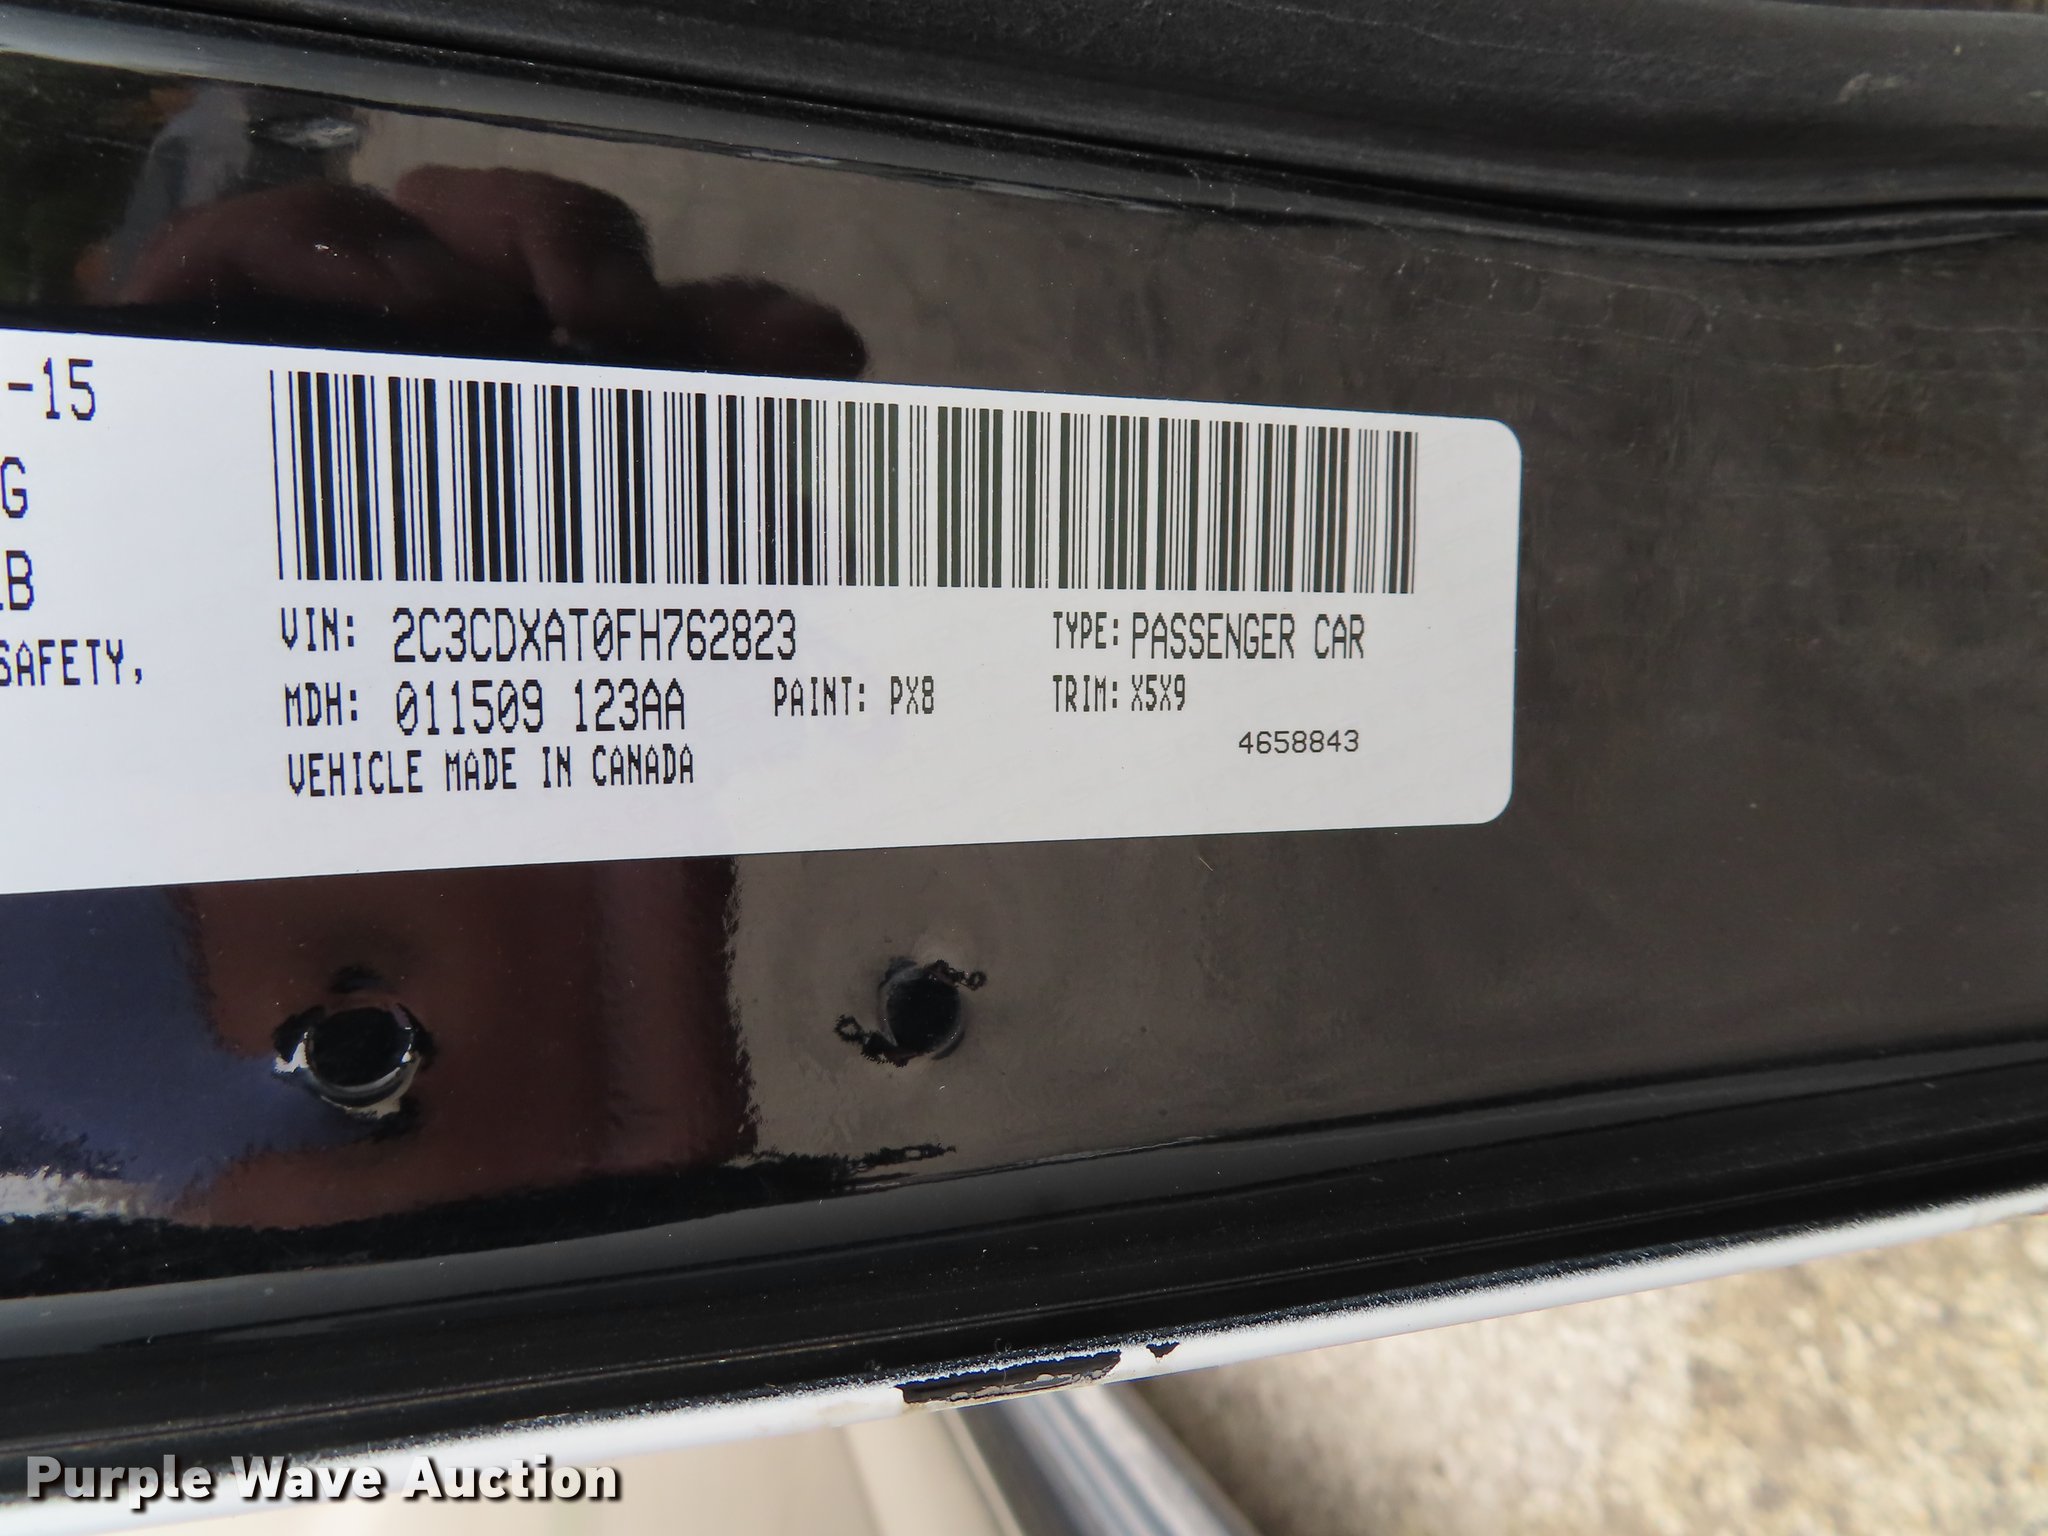 -15
G
LB
SAFETY,
VIN: 2C3CDXAT0FH762823
TYPE: PASSENGER CAR
MDH: 011509 123AA
PAINT: PX8
TRIM: X5X9
VEHICLE MADE IN CANADA
4658843
Purple Wave Auction